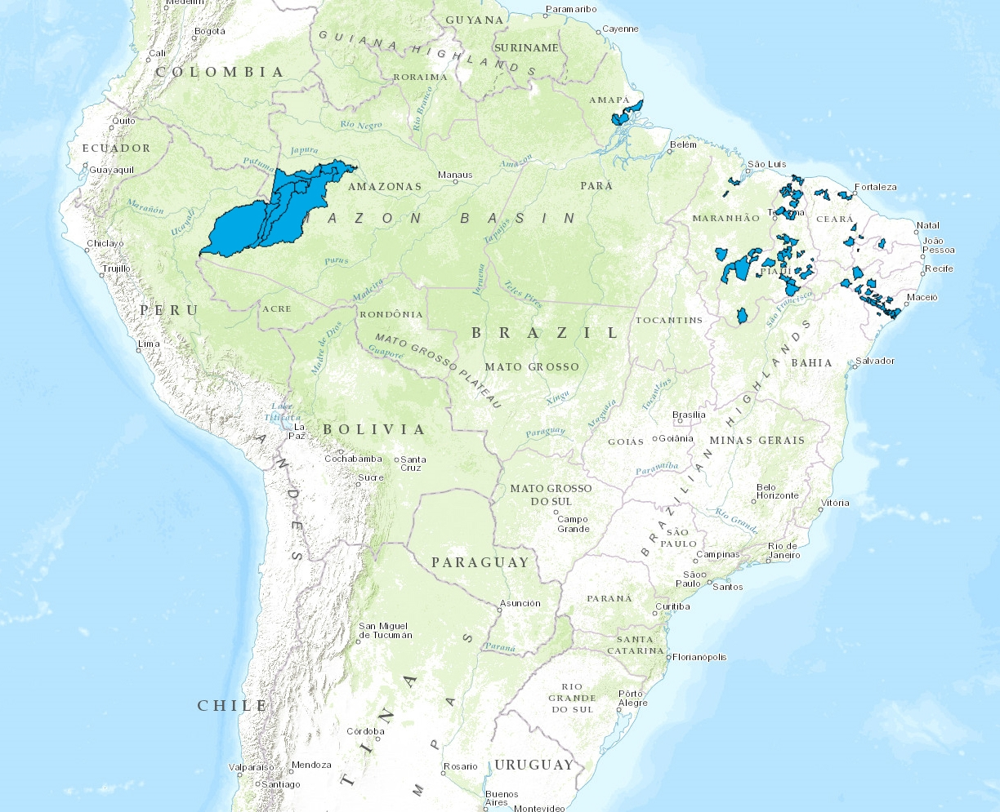 Medellín
Bogotá
Cali
COLOMBIA
Quito
ECUADOR
Guayaquil
GUYANA
Paramaribo
Cayenne
SURINAME
GUIANA HIGHLANDS
RORAIMA
AMAPÁ
Rio Branco
Rio Negro
Japura
Putumayo
Amazon
Belém
São Luís
Manaus
AMAZONAS
PARÁ
Fortaleza
Marañón
Ucayali
AMAZON BASIN
MARANHÃO
CEARÁ
Natal
João
Pessoa
Recife
Chiclayo
Trujillo
Tapajós
Purus
Madeira
Juruena
Teles Pires
PIAUÍ
São Francisco
Maceio
PERU
ACRE
RONDÔNIA
TOCANTINS
BRAZIL
Lima
Madre de Dios
Guaporé
MATO GROSSO PLATEAU
MATO GROSSO
BAHIA
Salvador
Xingu
Araguaia
Tocantins
BRAZILIAN HIGHLANDS
Lake
Titicaca
La
Paz
BOLIVIA
Paraguay
Brasília
GOIÁS
Goiânia
MINAS GERAIS
Cochabamba
Santa
Cruz
Sucre
Paranaíba
ANDES
MATO GROSSO
DO SUL
Campo
Grande
Belo
Horizonte
Vitória
Rio Grande
SÃO
PAULO
Campinas
Rio de
Janeiro
São
Paulo
Santos
PARAGUAY
Asunción
PARANÁ
Curitiba
San Miguel
de Tucumán
Paraná
SANTA
CATARINA
Florianópolis
RIO
GRANDE
DO SUL
Pôrto
Alegre
CHILE
Córdoba
TINA
MPAS
Valparaíso
Mendoza
Santiago
Rosario
URUGUAY
Buenos
Aires
Montevideo